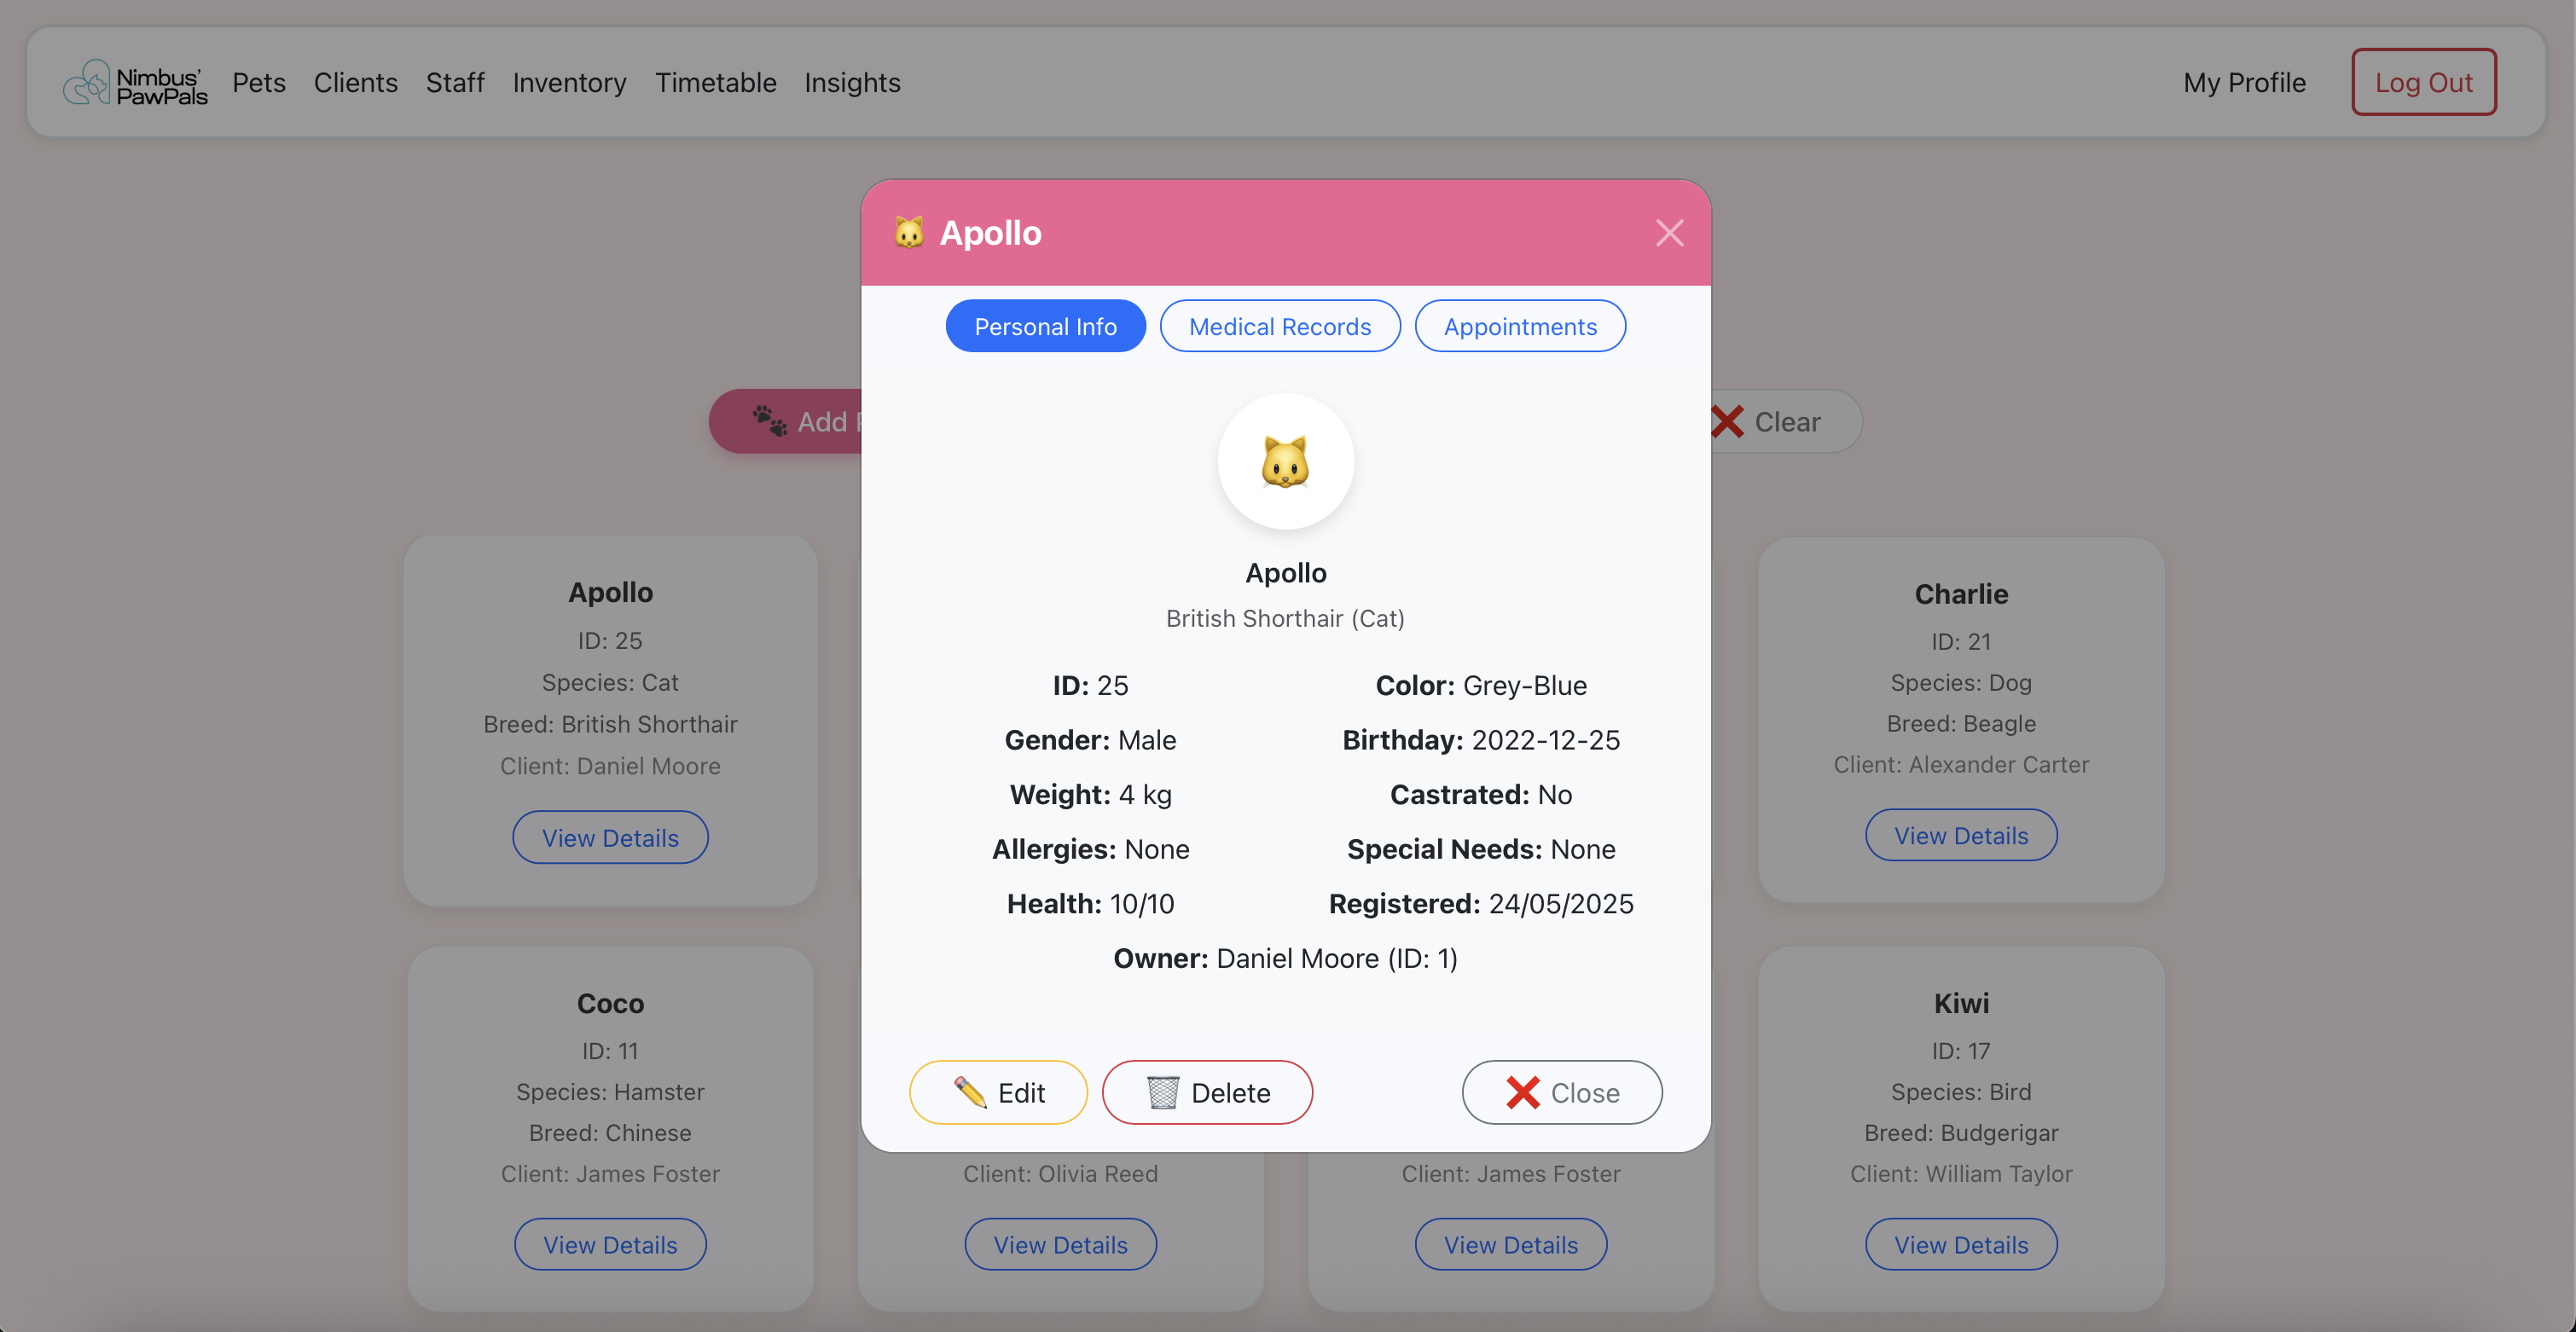 Nimbus'
PawPals
Pets Clients Staff Inventory Timetable Insights My Profile Log Out
Apollo
Personal Info Medical Records Appointments
Add
Clear
Apollo
British Shorthair (Cat)
ID: 25 Color: Grey-Blue
Gender: Male Birthday: 2022-12-25
Weight: 4 kg Castrated: No
Allergies: None Special Needs: None
Health: 10/10 Registered: 24/05/2025
Owner: Daniel Moore (ID: 1)
Edit Delete Close
Apollo
ID: 25
Species: Cat
Breed: British Shorthair
Client: Daniel Moore
View Details
Charlie
ID: 21
Species: Dog
Breed: Beagle
Client: Alexander Carter
View Details
Coco
ID: 11
Species: Hamster
Breed: Chinese
Client: James Foster
View Details
Client: Olivia Reed
View Details
Client: James Foster
View Details
Kiwi
ID: 17
Species: Bird
Breed: Budgerigar
Client: William Taylor
View Details